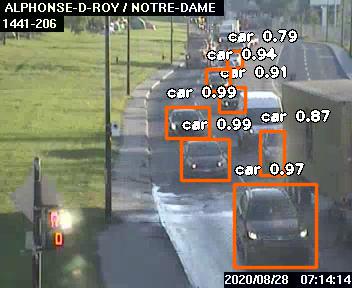 ALPHONSE-D-ROY / NOTRE-DAME
1441-206
car 0.79
car 0.94
car 0.91
car 0.99
car 0.87
car 0.99
car 0.97
2020/08/28 07:14:14